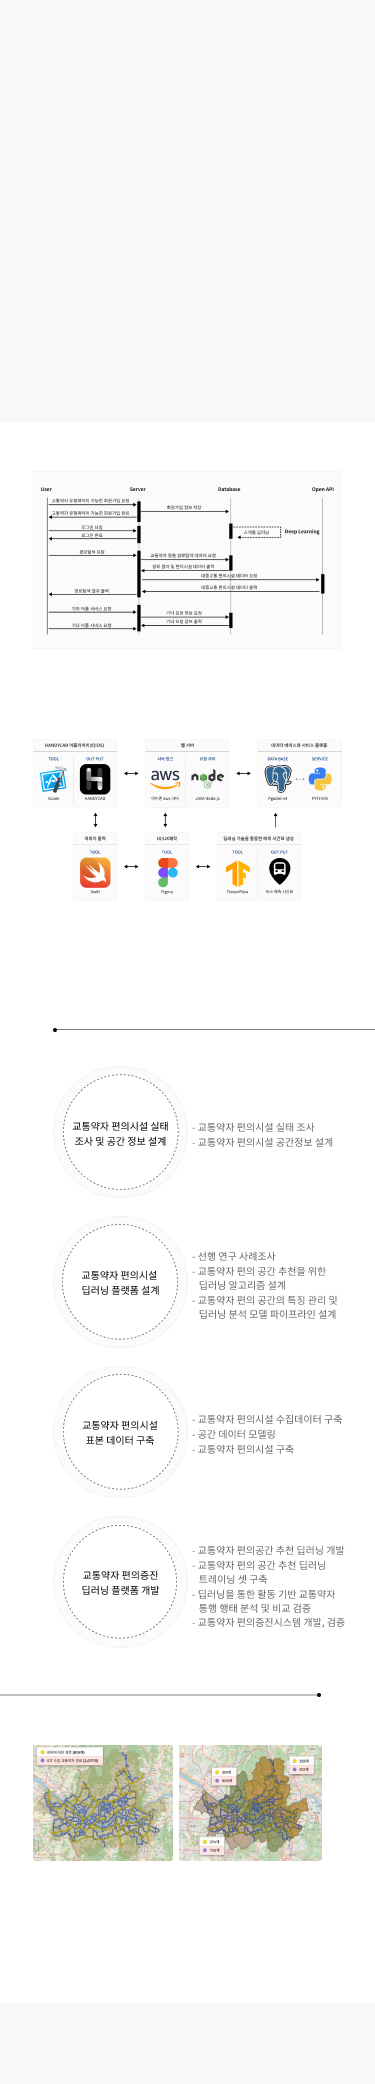 User
Server
Database
Open API
교통약자 유형파악이 가능한 회원가입 요청
회원가입 정보 저장
교통약자 유형파악이 가능한 회원가입 완료
로그인 요청
로그인 완료
스케줄 딥러닝
Deep Learning
경로탐색 요청
교통약자 맞춤 경로탐색 데이터 요청
경로 결과 및 편의시설 데이터 출력
대중교통 편의시설 데이터 요청
대중교통 편의시설 데이터 출력
경로탐색 결과 출력
기타 어플 서비스 요청
기타 요청 정보 요청
기타 요청 정보 출력
기타 어플 서비스 요청
HANDYCAB 어플리케이션(iOS)
웹 서버
데이터 베이스와 서비스 플랫폼
TOOL
OUT PUT
서버 접근
요청 처리
DATA BASE
SERVICE
aws
node
Xcode
HANDYCAB
아마존 aws 서버
JAVA Node.js
Pgadmin4
PYTHON
이미지 출력
UI/UX제작
딥러닝 기술을 활용한 예측 시간표 생성
TOOL
TOOL
TOOL
OUT PUT
Swift
Figma
TensorFlow
버스 예측 시간표
교통약자 편의시설 실태
조사 및 공간 정보 설계
- 교통약자 편의시설 실태 조사
- 교통약자 편의시설 공간정보 설계
교통약자 편의시설
딥러닝 플랫폼 설계
- 선행 연구 사례조사
- 교통약자 편의 공간 추천을 위한
딥러닝 알고리즘 설계
- 교통약자 편의 공간의 특징 관리 및
딥러닝 분석 모델 파이프라인 설계
교통약자 편의시설
표본 데이터 구축
- 교통약자 편의시설 수집데이터 구축
- 공간 데이터 모델링
- 교통약자 편의시설 구축
교통약자 편의증진
딥러닝 플랫폼 개발
- 교통약자 편의공간 추천 딥러닝 개발
- 교통약자 편의 공간 추천 딥러닝
트레이닝 셋 구축
- 딥러닝을 통한 활동 기반 교통약자
통행 행태 분석 및 비교 검증
- 교통약자 편의증진시스템 개발, 검증